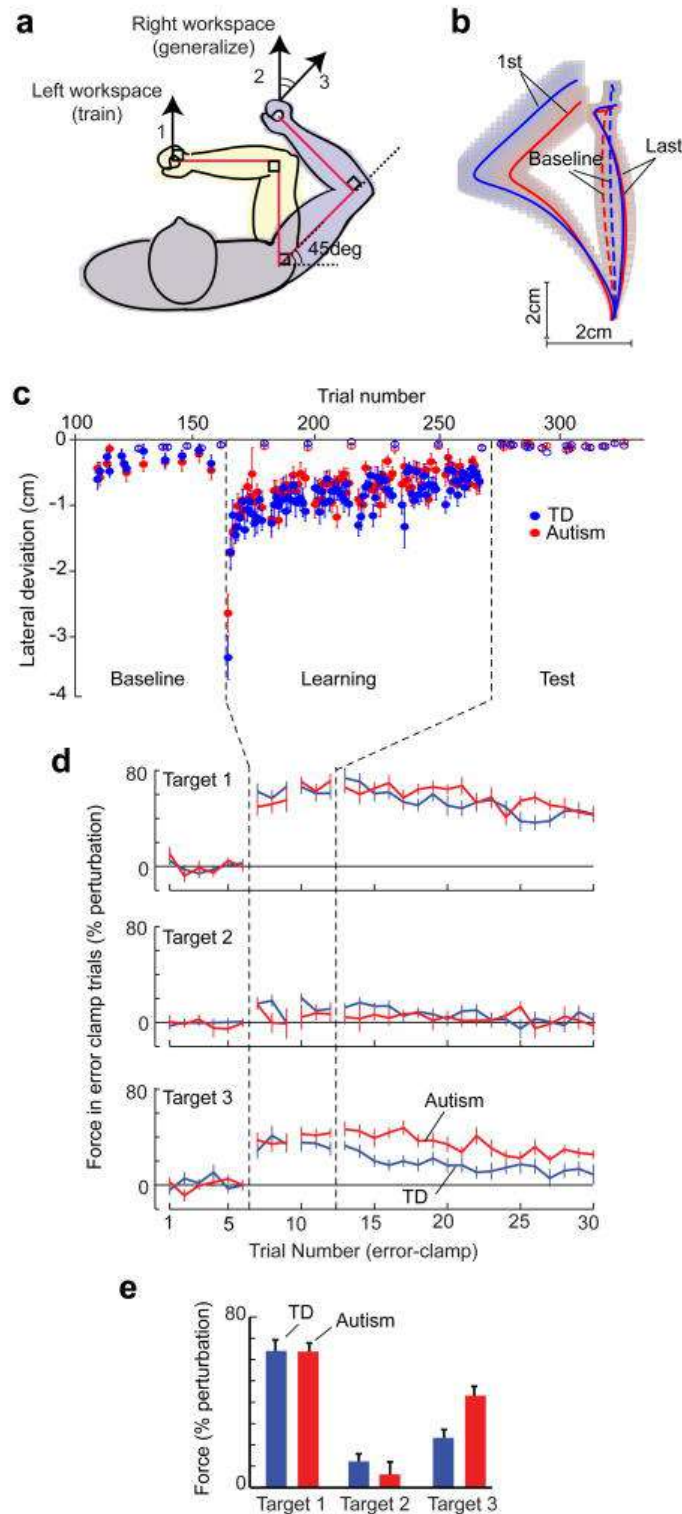 a
Right workspace
(generalize)
2
3
Left workspace
(train)
1
45deg
b
1st
Baseline
Last
2cm
2cm
c
Trial number
100
150
200
250
300
0
-1
-2
-3
-4
Lateral deviation (cm)
TD
Autism
Baseline
Learning
Test
d
Force in error clamp trials (% perturbation)
80
Target 1
0
80
Target 2
0
80
Target 3
Autism
0
TD
1
5
10
15
20
25
30
Trial Number (error-clamp)
e
Force (% perturbation)
80
TD
Autism
0
Target 1
Target 2
Target 3